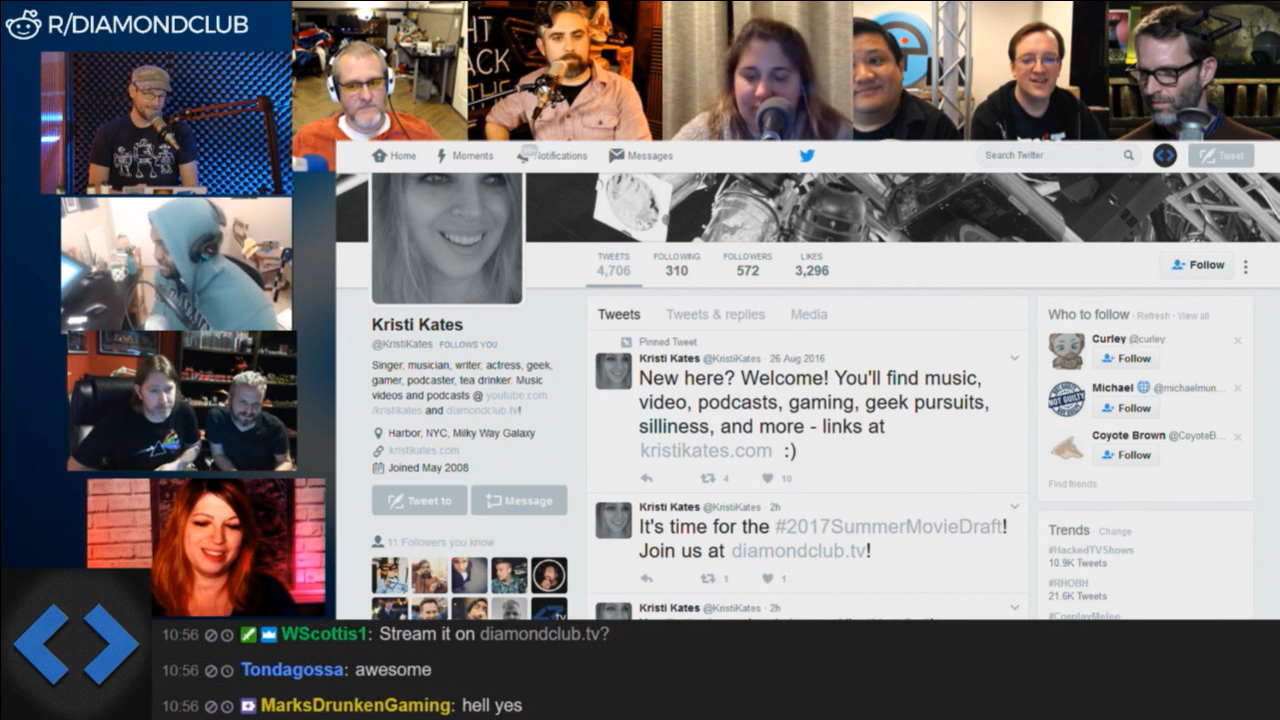 R/DIAMONDCLUB
Home
Moments
Notifications
Messages
Search Twitter
Tweet
TWEETS
4,706
FOLLOWING
310
FOLLOWERS
572
LIKES
3,296
Follow
Kristi Kates
@KristiKates FOLLOWS YOU
Singer, musician, writer, actress, geek,
gamer, podcaster, tea drinker. Music
videos and podcasts @ youtube.com
/kristikates and diamondclub.tv!
Harbor, NYC, Milky Way Galaxy
kristikates.com
Joined May 2008
Tweet to
Message
11 Followers you know
Tweets
Tweets & replies
Media
Pinned Tweet
Kristi Kates @KristiKates · 26 Aug 2016
New here? Welcome! You'll find music,
video, podcasts, gaming, geek pursuits,
silliness, and more - links at
kristikates.com :)
4
10
Kristi Kates @KristiKates · 2h
It's time for the #2017SummerMovieDraft!
Join us at diamondclub.tv!
1
1
Kristi Kates @KristiKates · 2h
Who to follow · Refresh · View all
Curley @curley
Follow
Michael @michaelmun...
NOT GUILTY
Follow
Coyote Brown @CoyoteB...
Follow
Find friends
Trends · Change
#HackedTVShows
10.9K Tweets
#RHOBH
21.6K Tweets
10:56 WScottis1: Stream it on diamondclub.tv?
10:56 Tondagossa: awesome
10:56 MarksDrunkenGaming: hell yes